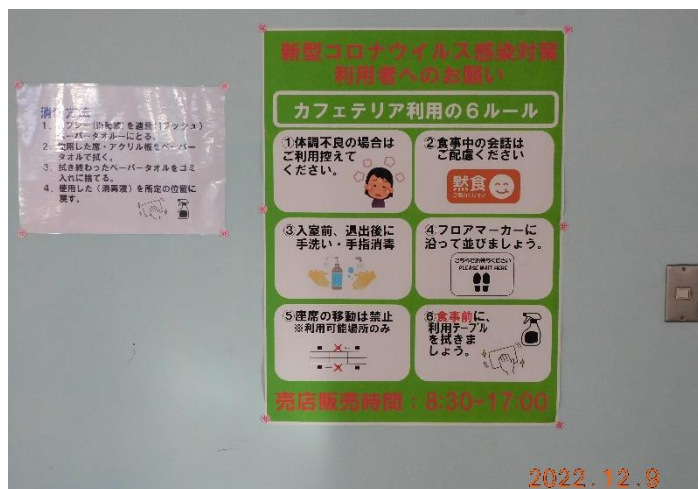 消毒方法
1、
(消毒液)を適量(1プッシュ)
ペーパータオルーにとる。
2、使用した席・アクリル板をペーパー
タオルで拭く。
3、拭き終わったペーパータオルをゴミ
入れに捨てる。
4、使用した(消毒液)を所定の位置に
戻す。
新型コロナウイルス感染対策
利用者へのお願い
カフェテリア利用の6ルール
①体調不良の場合は
ご利用控えて
ください。
②食事中の会話は
ご配慮ください
黙食
③入室前、退出後に
手洗い・手指消毒
④フロアマーカーに
沿って並びましょう。
こちらでお待ちください
PLEASE WAIT HERE
⑤座席の移動は禁止
※利用可能場所のみ
⑥食事前に、
利用テーブル
を拭きま
しょう。
売店販売時間:8:30-17:00
2022.12.9